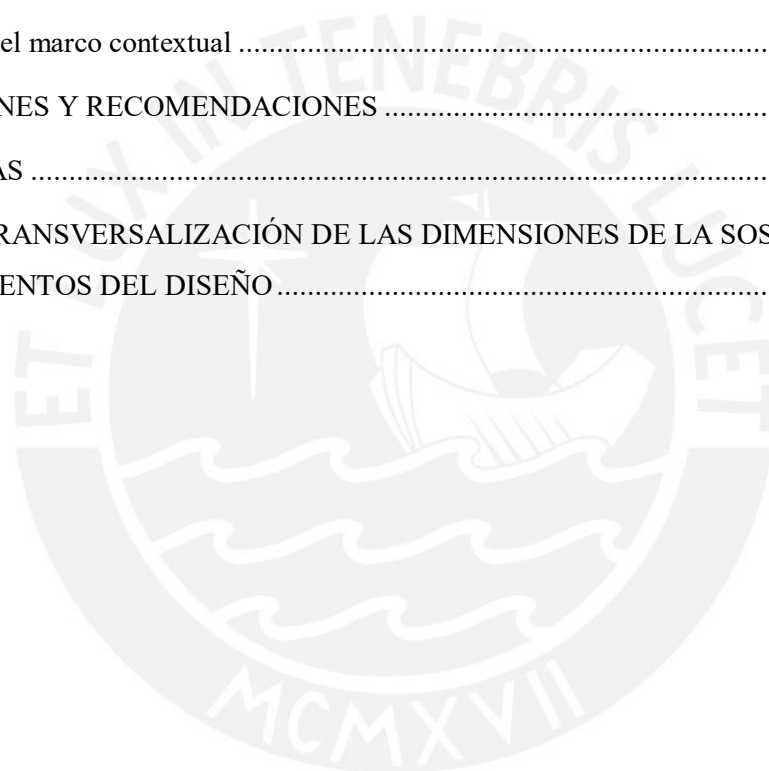 el marco contextual ............................................................
NES Y RECOMENDACIONES ............................................
AS ...............................................................................................
RANSVERSALIZACIÓN DE LAS DIMENSIONES DE LA SOS
ENTOS DEL DISEÑO ..............................................................
ET LUX IN TENEBRIS LUCET
MCMXVII